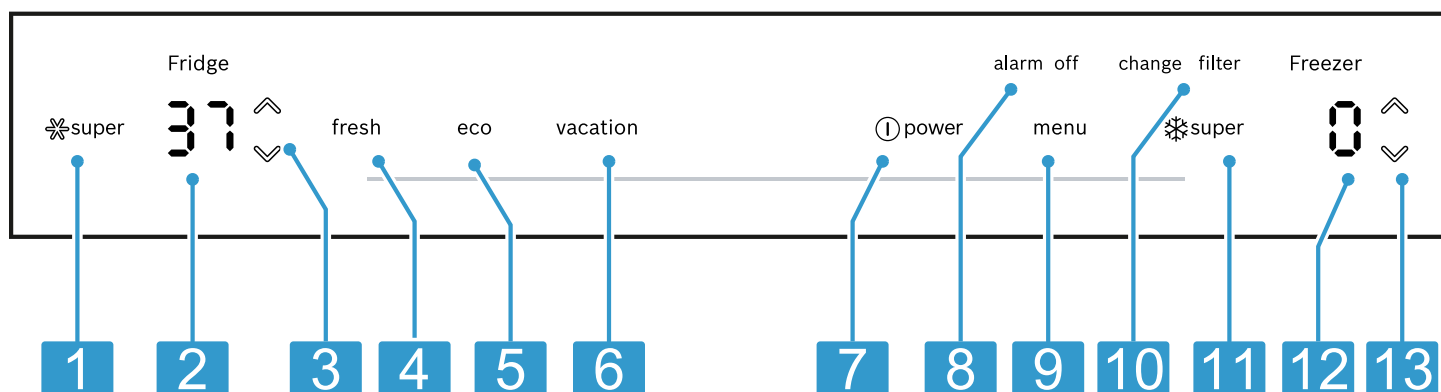 Fridge alarm off change filter Freezer
super 37 fresh eco vacation power menu super 0
1 2 3 4 5 6 7 8 9 10 11 12 13